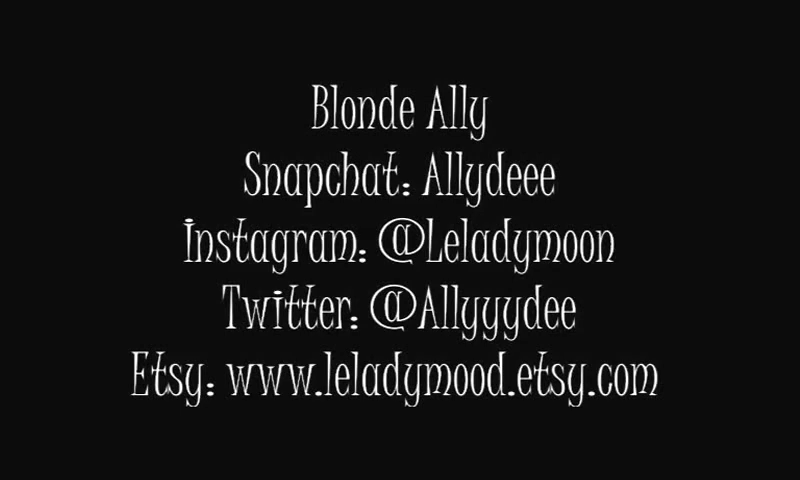 Blonde Ally
Snapchat: Allydeee
Instagram: @Leladymoon
Twitter: @Allyyydee
Etsy: www.leladymood.etsy.com